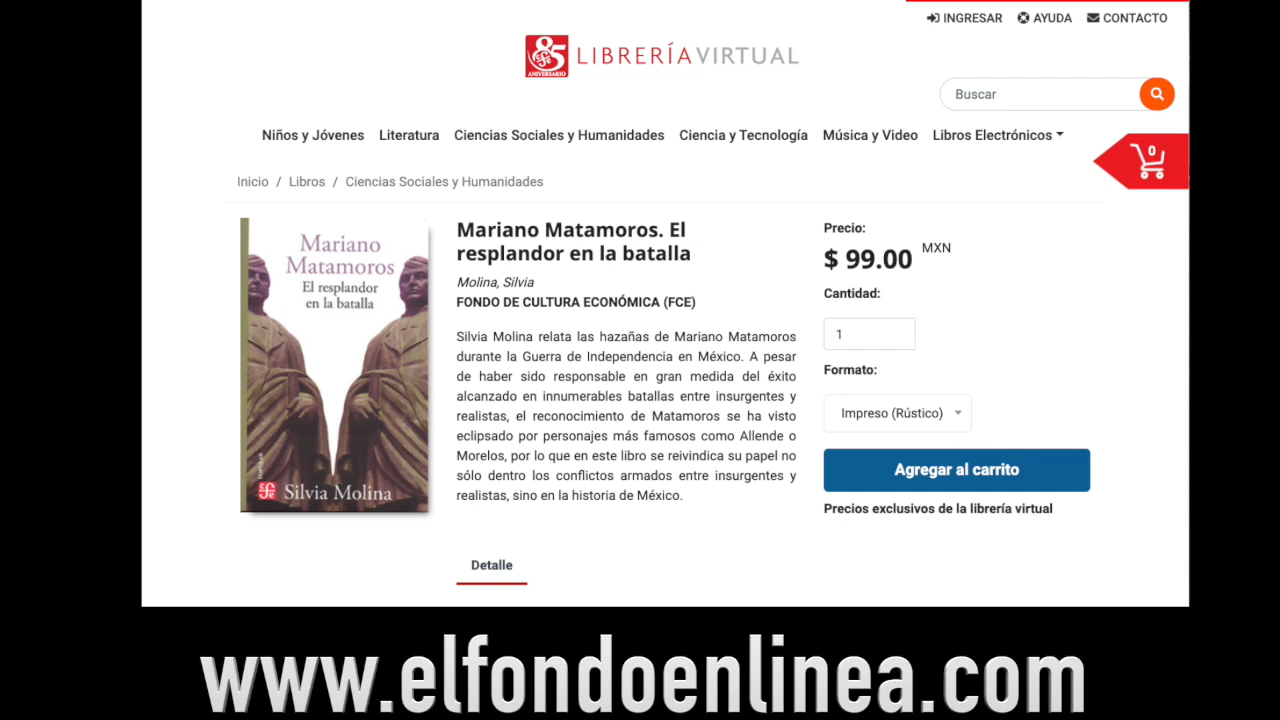 INGRESAR AYUDA CONTACTO
85
ANIVERSARIO
LIBRERÍAVIRTUAL
Buscar
Niños y Jóvenes Literatura Ciencias Sociales y Humanidades Ciencia y Tecnología Música y Video Libros Electrónicos
0
Inicio / Libros / Ciencias Sociales y Humanidades
Mariano
Matamoros
El resplandor
en la batalla
POPULAR
Silvia Molina
Mariano Matamoros. El
resplandor en la batalla
Molina, Silvia
FONDO DE CULTURA ECONÓMICA (FCE)
Silvia Molina relata las hazañas de Mariano Matamoros
durante la Guerra de Independencia en México. A pesar
de haber sido responsable en gran medida del éxito
alcanzado en innumerables batallas entre insurgentes y
realistas, el reconocimiento de Matamoros se ha visto
eclipsado por personajes más famosos como Allende o
Morelos, por lo que en este libro se reivindica su papel no
sólo dentro los conflictos armados entre insurgentes y
realistas, sino en la historia de México.
Detalle
Precio:
$ 99.00 MXN
Cantidad:
1
Formato:
Impreso (Rústico)
Agregar al carrito
Precios exclusivos de la librería virtual
www.elfondoenlinea.com